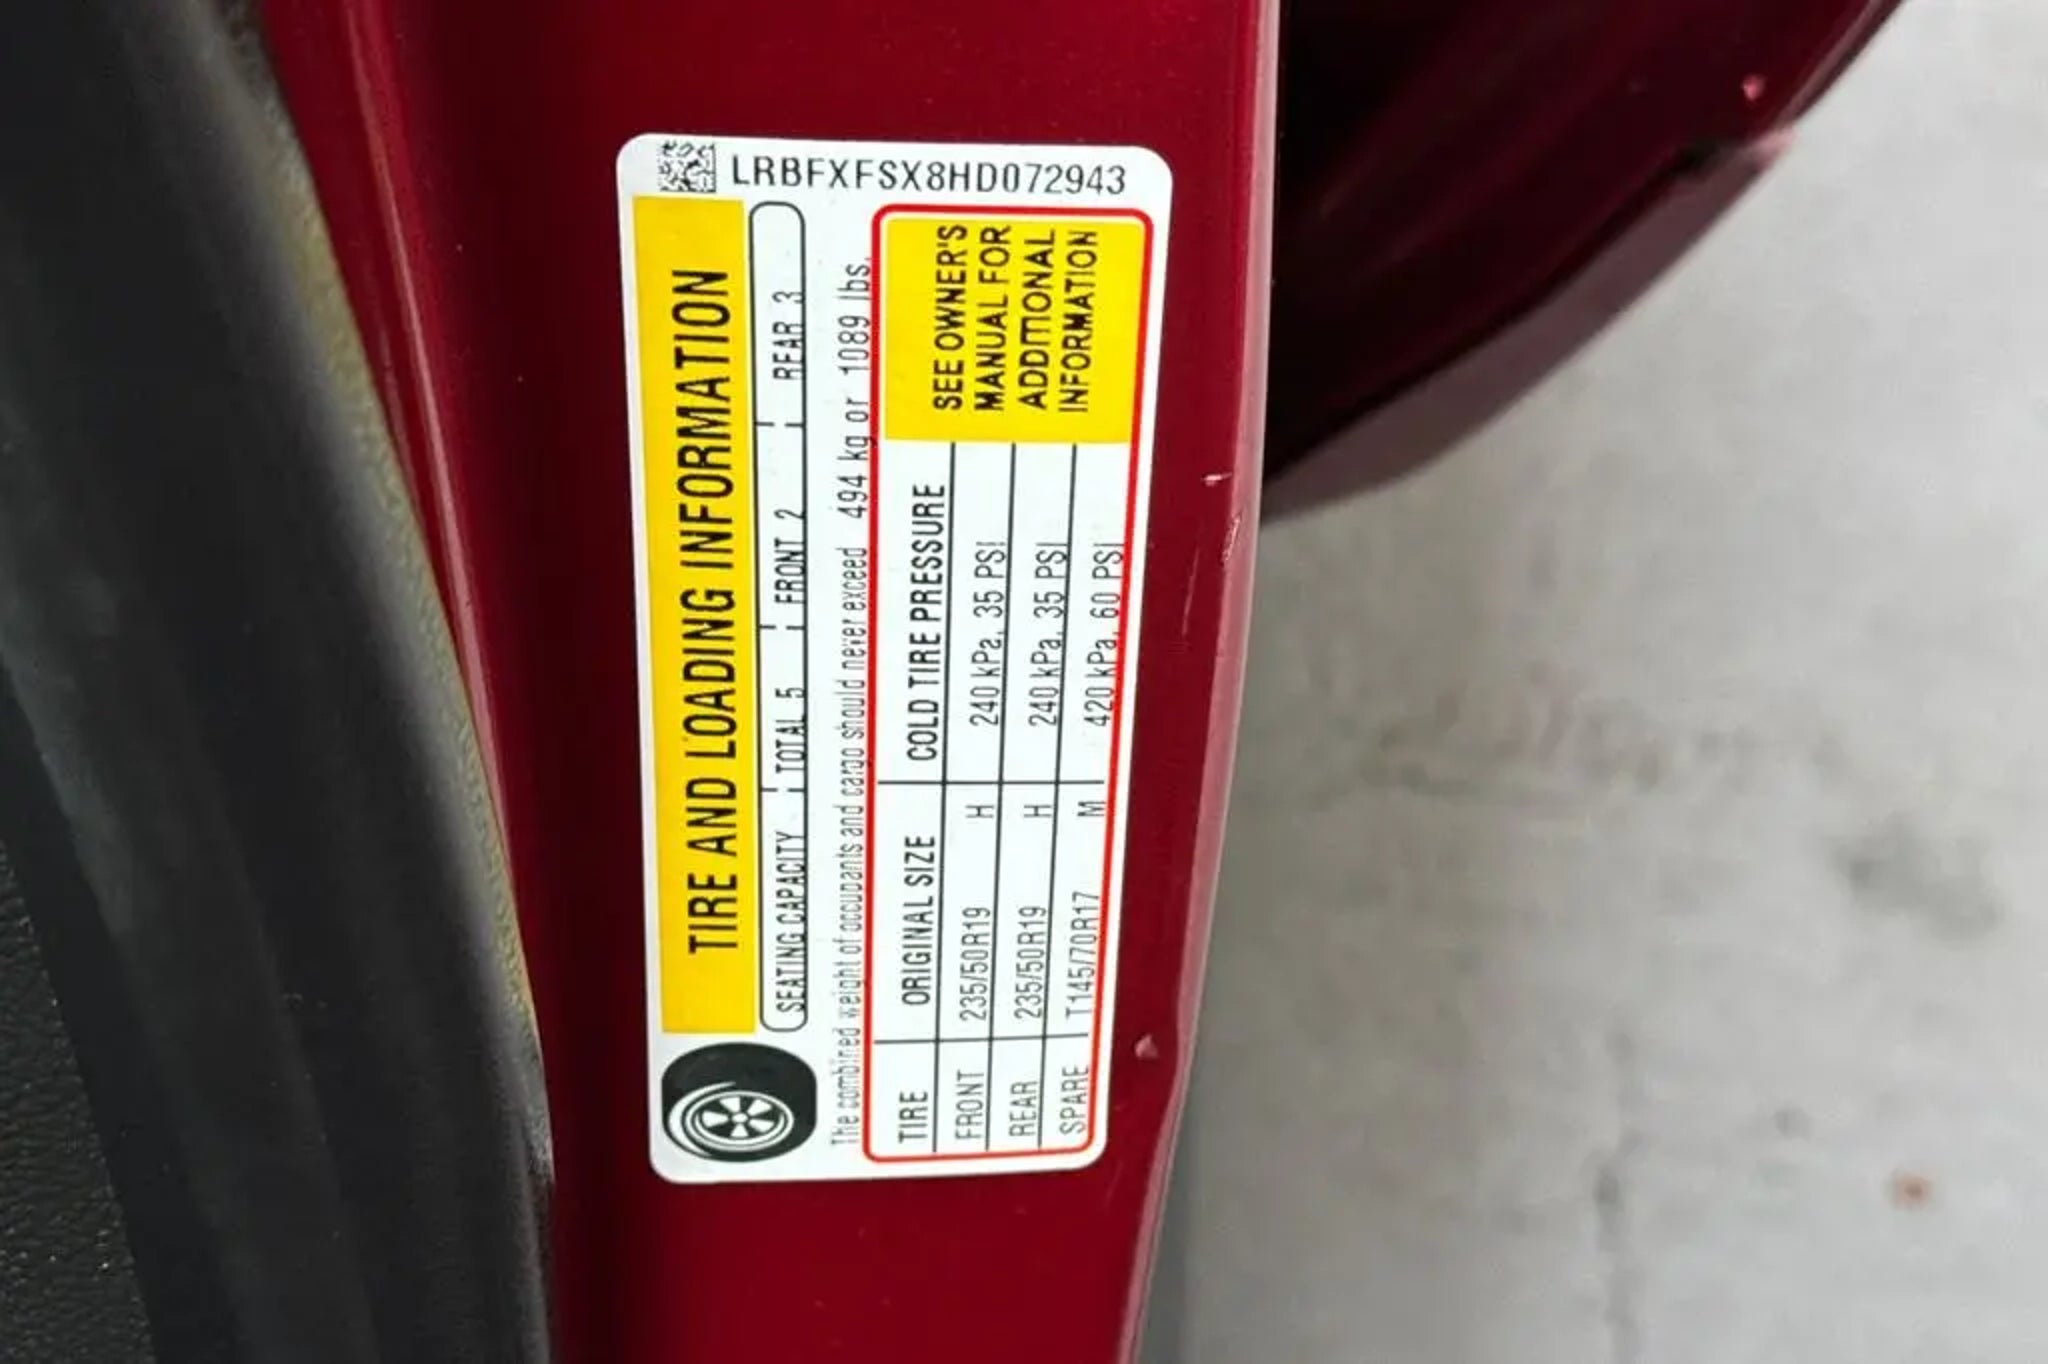 LRBFXFSX8HD072943
TIRE AND LOADING INFORMATION
SEATING CAPACITY TOTAL 5 FRONT 2 REAR 3
The combined weight of occupants and cargo should never exceed 494 kg or 1089 lbs.
TIRE ORIGINAL SIZE COLD TIRE PRESSURE
FRONT 235/50R19 H 240 kPa, 35 PSI
REAR 235/50R19 H 240 kPa, 35 PSI
SPARE T145/70R17 M 420 kPa, 60 PSI
SEE OWNER'S
MANUAL FOR
ADDITIONAL
INFORMATION